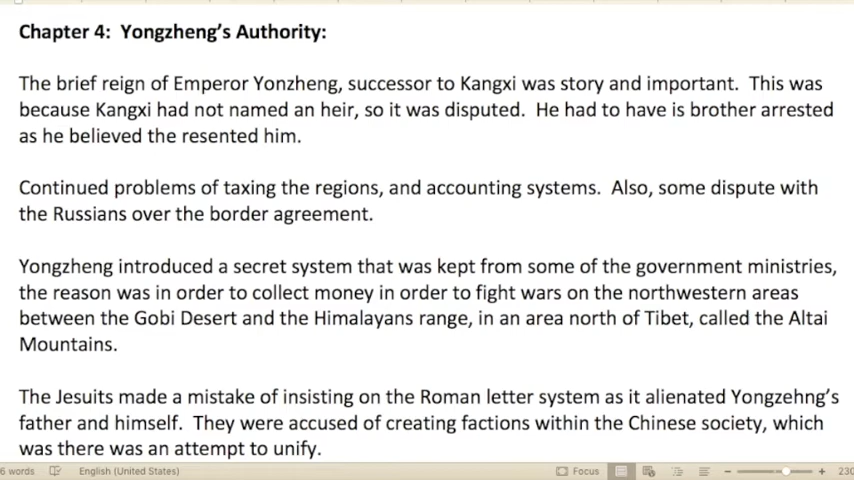 Chapter 4:  Yongzheng's Authority:
The brief reign of Emperor Yonzheng, successor to Kangxi was story and important.  This was
because Kangxi had not named an heir, so it was disputed.  He had to have is brother arrested
as he believed the resented him.
Continued problems of taxing the regions, and accounting systems.  Also, some dispute with
the Russians over the border agreement.
Yongzheng introduced a secret system that was kept from some of the government ministries,
the reason was in order to collect money in order to fight wars on the northwestern areas
between the Gobi Desert and the Himalayans range, in an area north of Tibet, called the Altai
Mountains.
The Jesuits made a mistake of insisting on the Roman letter system as it alienated Yongzehng's
father and himself.  They were accused of creating factions within the Chinese society, which
was there was an attempt to unify.
6 words English (United States) Focus 230